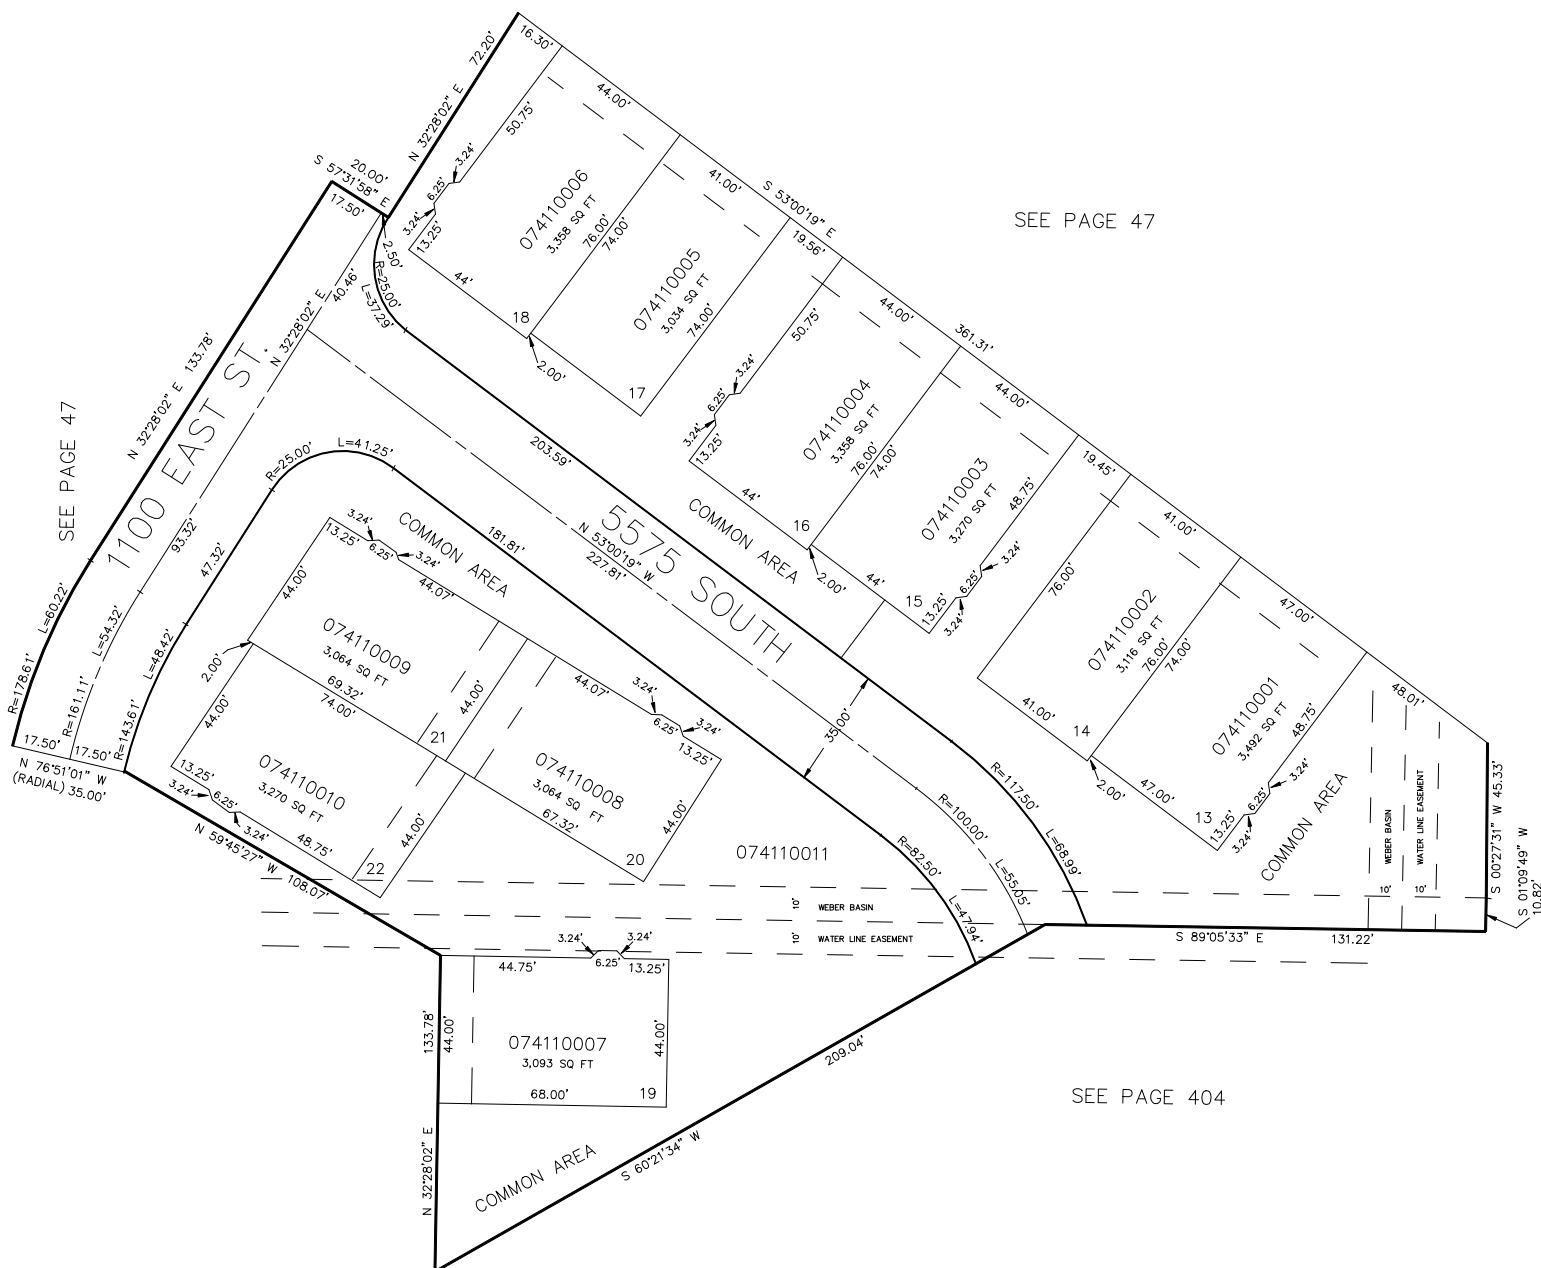 16.30'
72.20'
N 32°28'02" E
44.00'
50.75'
3.24'
6.25'
3.24'
13.25'
074110006
3,358 SQ FT
76.00'
74.00'
44'
18
2.00'
41.00'
S 53°00'19" E
074110005
3,034 SQ FT
74.00'
17
19.56'
SEE PAGE 47
20.00'
S 57°31'58" E
17.50'
2.50'
R=25.00'
L=37.29'
40.46'
N 32°28'02" E
N 32°28'02" E 133.78'
1100 EAST ST.
SEE PAGE 47
44.00'
361.31'
50.75'
3.24'
6.25'
3.24'
13.25'
074110004
3,358 SQ FT
76.00'
74.00'
44'
16
2.00'
44.00'
074110003
3,270 SQ FT
48.75'
3.24'
6.25'
3.24'
13.25'
44'
15
19.45'
41.00'
76.00'
074110002
3,116 SQ FT
76.00'
74.00'
41.00'
14
2.00'
47.00'
074110001
3,492 SQ FT
48.75'
3.24'
6.25'
3.24'
13.25'
47.00'
13
48.01'
COMMON AREA
WEBER BASIN
WATER LINE EASEMENT
10'
10'
S 00°27'31" W 45.33'
S 01°09'49" W
10.82'
S 89°05'33" E
131.22'
203.59'
COMMON AREA
5575 SOUTH
N 53°00'19" W
227.81'
181.81'
35.00'
R=117.50'
L=68.99'
R=100.00'
L=55.05'
R=82.50'
L=47.94'
R=25.00'
L=41.25'
93.32'
47.32'
L=60.22'
L=54.32'
L=48.42'
R=178.61'
R=161.11'
R=143.61'
17.50'
17.50'
N 76°51'01" W
(RADIAL) 35.00'
COMMON AREA
3.24'
13.25'
6.25'
3.24'
44.07'
44.00'
074110009
3,064 SQ FT
2.00'
69.32'
74.00'
21
44.00'
44.00'
074110010
3,270 SQ FT
13.25'
3.24'
6.25'
3.24'
48.75'
44.00'
22
44.07'
3.24'
6.25'
3.24'
13.25'
074110008
3,064 SQ FT
67.32'
44.00'
20
N 59°45'27" W
108.07'
074110011
10'
WEBER BASIN
10'
WATER LINE EASEMENT
3.24'
3.24'
44.75'
6.25'
13.25'
133.78'
44.00'
074110007
3,093 SQ FT
44.00'
68.00'
19
N 32°28'02" E
COMMON AREA
S 60°21'34" W
209.04'
SEE PAGE 404